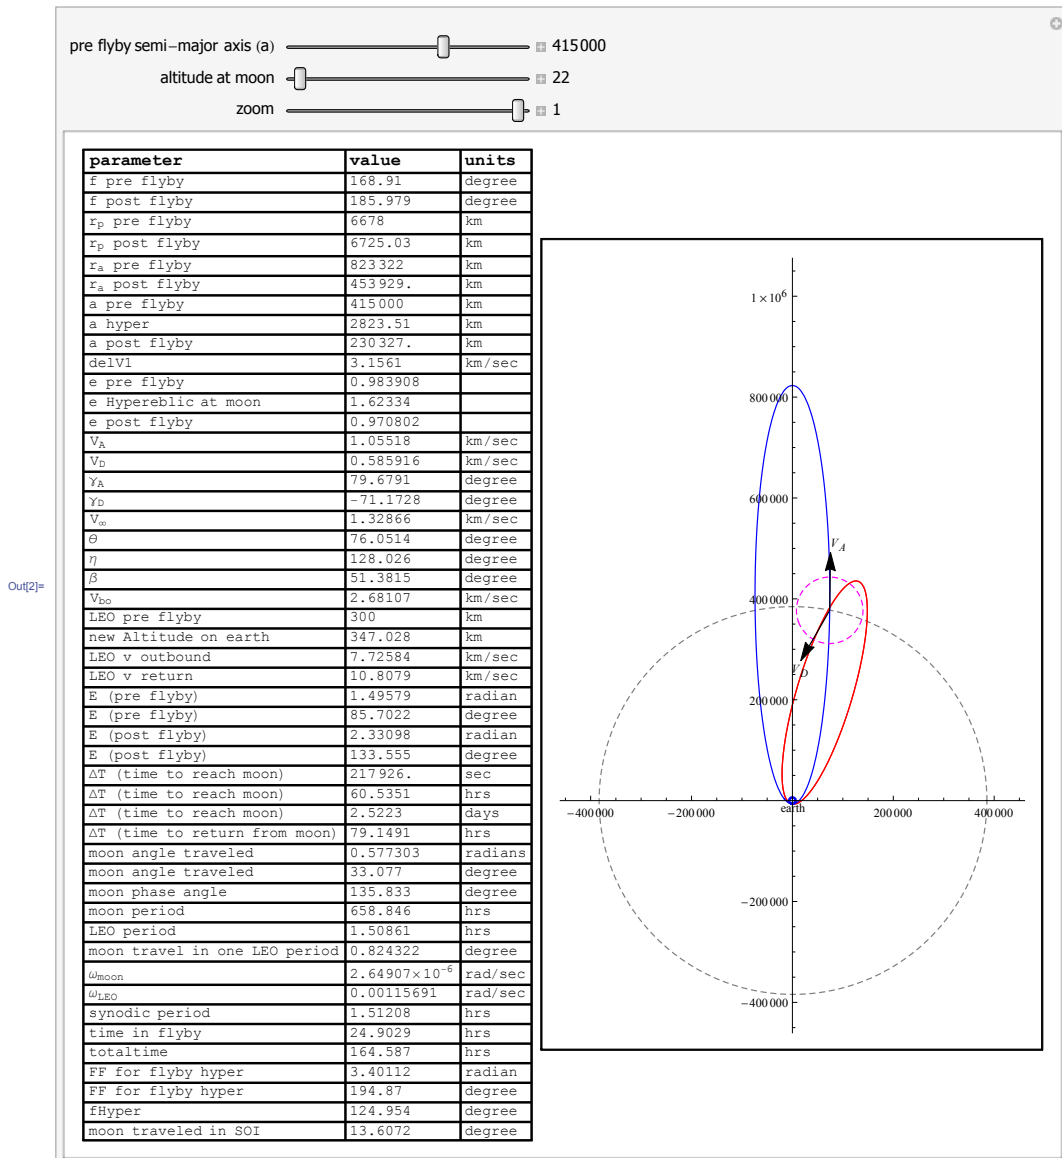 pre flyby semi-major axis (a) 415000
altitude at moon 22
zoom 1
Out[2]=
parameter value units
f pre flyby 168.91 degree
f post flyby 185.979 degree
rp pre flyby 6678 km
rp post flyby 6725.03 km
ra pre flyby 823322 km
ra post flyby 453929. km
a pre flyby 415000 km
a hyper 2823.51 km
a post flyby 230327. km
delV1 3.1561 km/sec
e pre flyby 0.983908
e Hypereblic at moon 1.62334
e post flyby 0.970802
VA 1.05518 km/sec
VD 0.585916 km/sec
γA 79.6791 degree
γD -71.1728 degree
V∞ 1.32866 km/sec
θ 76.0514 degree
η 128.026 degree
β 51.3815 degree
Vbo 2.68107 km/sec
LEO pre flyby 300 km
new Altitude on earth 347.028 km
LEO v outbound 7.72584 km/sec
LEO v return 10.8079 km/sec
E (pre flyby) 1.49579 radian
E (pre flyby) 85.7022 degree
E (post flyby) 2.33098 radian
E (post flyby) 133.555 degree
ΔT (time to reach moon) 217926. sec
ΔT (time to reach moon) 60.5351 hrs
ΔT (time to reach moon) 2.5223 days
ΔT (time to return from moon) 79.1491 hrs
moon angle traveled 0.577303 radians
moon angle traveled 33.077 degree
moon phase angle 135.833 degree
moon period 658.846 hrs
LEO period 1.50861 hrs
moon travel in one LEO period 0.824322 degree
ωmoon 2.64907×10⁻⁶ rad/sec
ωLEO 0.00115691 rad/sec
synodic period 1.51208 hrs
time in flyby 24.9029 hrs
totaltime 164.587 hrs
FF for flyby hyper 3.40112 radian
FF for flyby hyper 194.87 degree
fHyper 124.954 degree
moon traveled in SOI 13.6072 degree
1×10⁶
800000
600000
VA
400000
VD
200000
earth
-400000 -200000 200000 400000
-200000
-400000